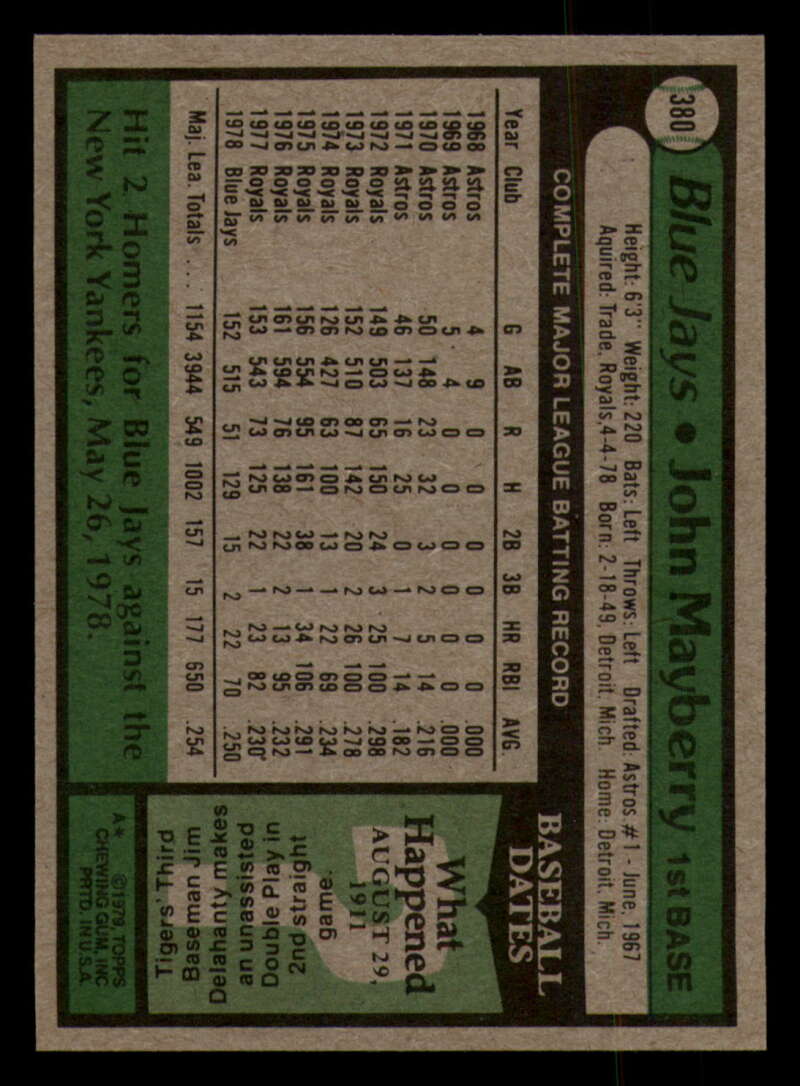 380
Blue Jays • John Mayberry 1st BASE
Height: 6'3" Weight: 220 Bats: Left Throws: Left Drafted: Astros #1 - June, 1967
Aquired: Trade, Royals, 4-4-78 Born: 2-18-49, Detroit, Mich. Home: Detroit, Mich.
COMPLETE MAJOR LEAGUE BATTING RECORD
Year Club G AB R H 2B 3B HR RBI AVG.
1968 Astros 4 9 0 0 0 0 0 0 .000
1969 Astros 5 4 0 0 0 0 0 0 .000
1970 Astros 50 148 23 32 3 2 5 14 .216
1971 Astros 46 137 16 25 0 1 7 14 .182
1972 Royals 149 503 65 150 24 3 25 100 .298
1973 Royals 152 510 87 142 20 2 26 100 .278
1974 Royals 126 427 63 100 13 1 22 69 .234
1975 Royals 156 554 95 161 38 1 34 106 .291
1976 Royals 161 594 76 138 22 2 13 95 .232
1977 Royals 153 543 73 125 22 1 23 82 .230
1978 Blue Jays 152 515 51 129 15 2 22 70 .250
Maj. Lea. Totals . . . 1154 3944 549 1002 157 15 177 650 .254
Hit 2 Homers for Blue Jays against the
New York Yankees, May 26, 1978.
BASEBALL
DATES
What
Happened
AUGUST 29,
1911
Tigers' Third
Baseman Jim
Delahanty makes
an unassisted
Double Play in
2nd straight
game.
A* ©1979 TOPPS
CHEWING GUM, INC
PRTD. IN U.S.A.